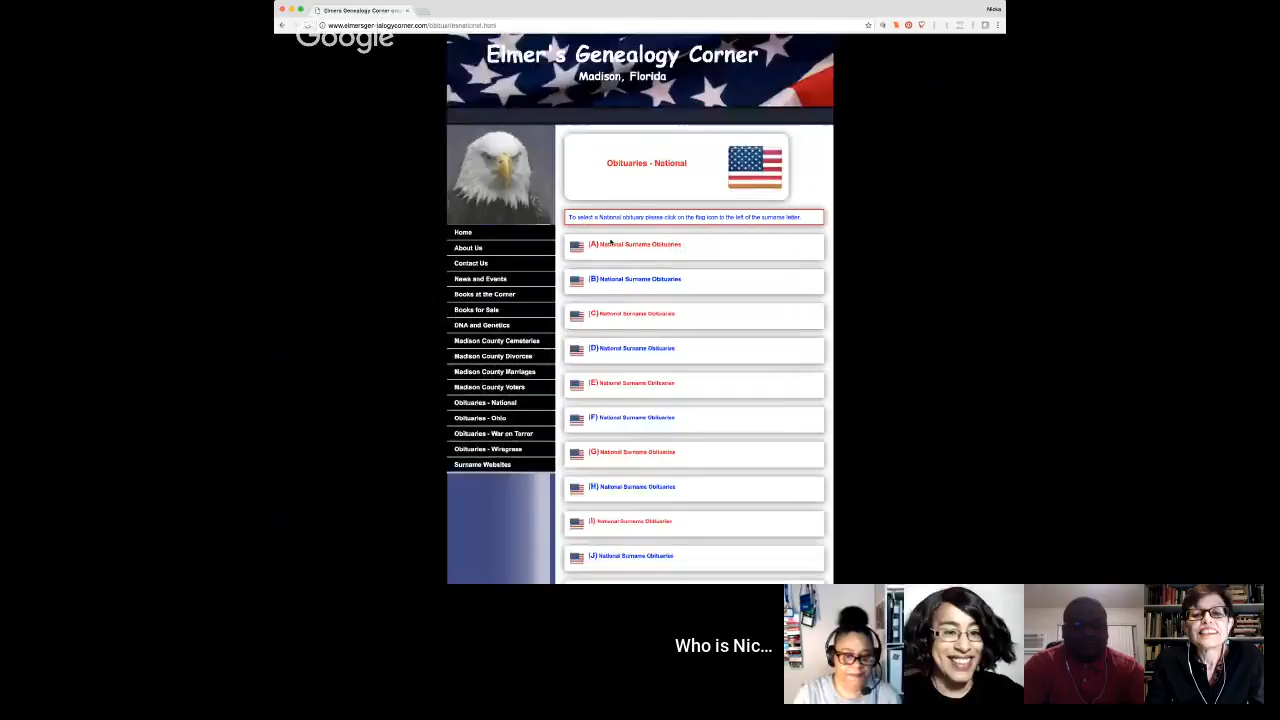 Elmers Genealogy Corner
Nicka
Google
Elmer's Genealogy Corner
Madison, Florida
Obituaries - National
To select a National obituary please click on the flag icon to the left of the surname letter.
Home
About Us
Contact Us
News and Events
Books at the Corner
Books for Sale
DNA and Genetics
Madison County Cemeteries
Madison County Divorces
Madison County Marriages
Madison County Voters
Obituaries - National
Obituaries - Ohio
Obituaries - War on Terror
Obituaries - Wiregrass
Surname Websites
(A) National Surname Obituaries
(B) National Surname Obituaries
(C) National Surname Obituaries
(D) National Surname Obituaries
(E) National Surname Obituaries
(F) National Surname Obituaries
(G) National Surname Obituaries
(H) National Surname Obituaries
(I) National Surname Obituaries
(J) National Surname Obituaries
Who is Nic...